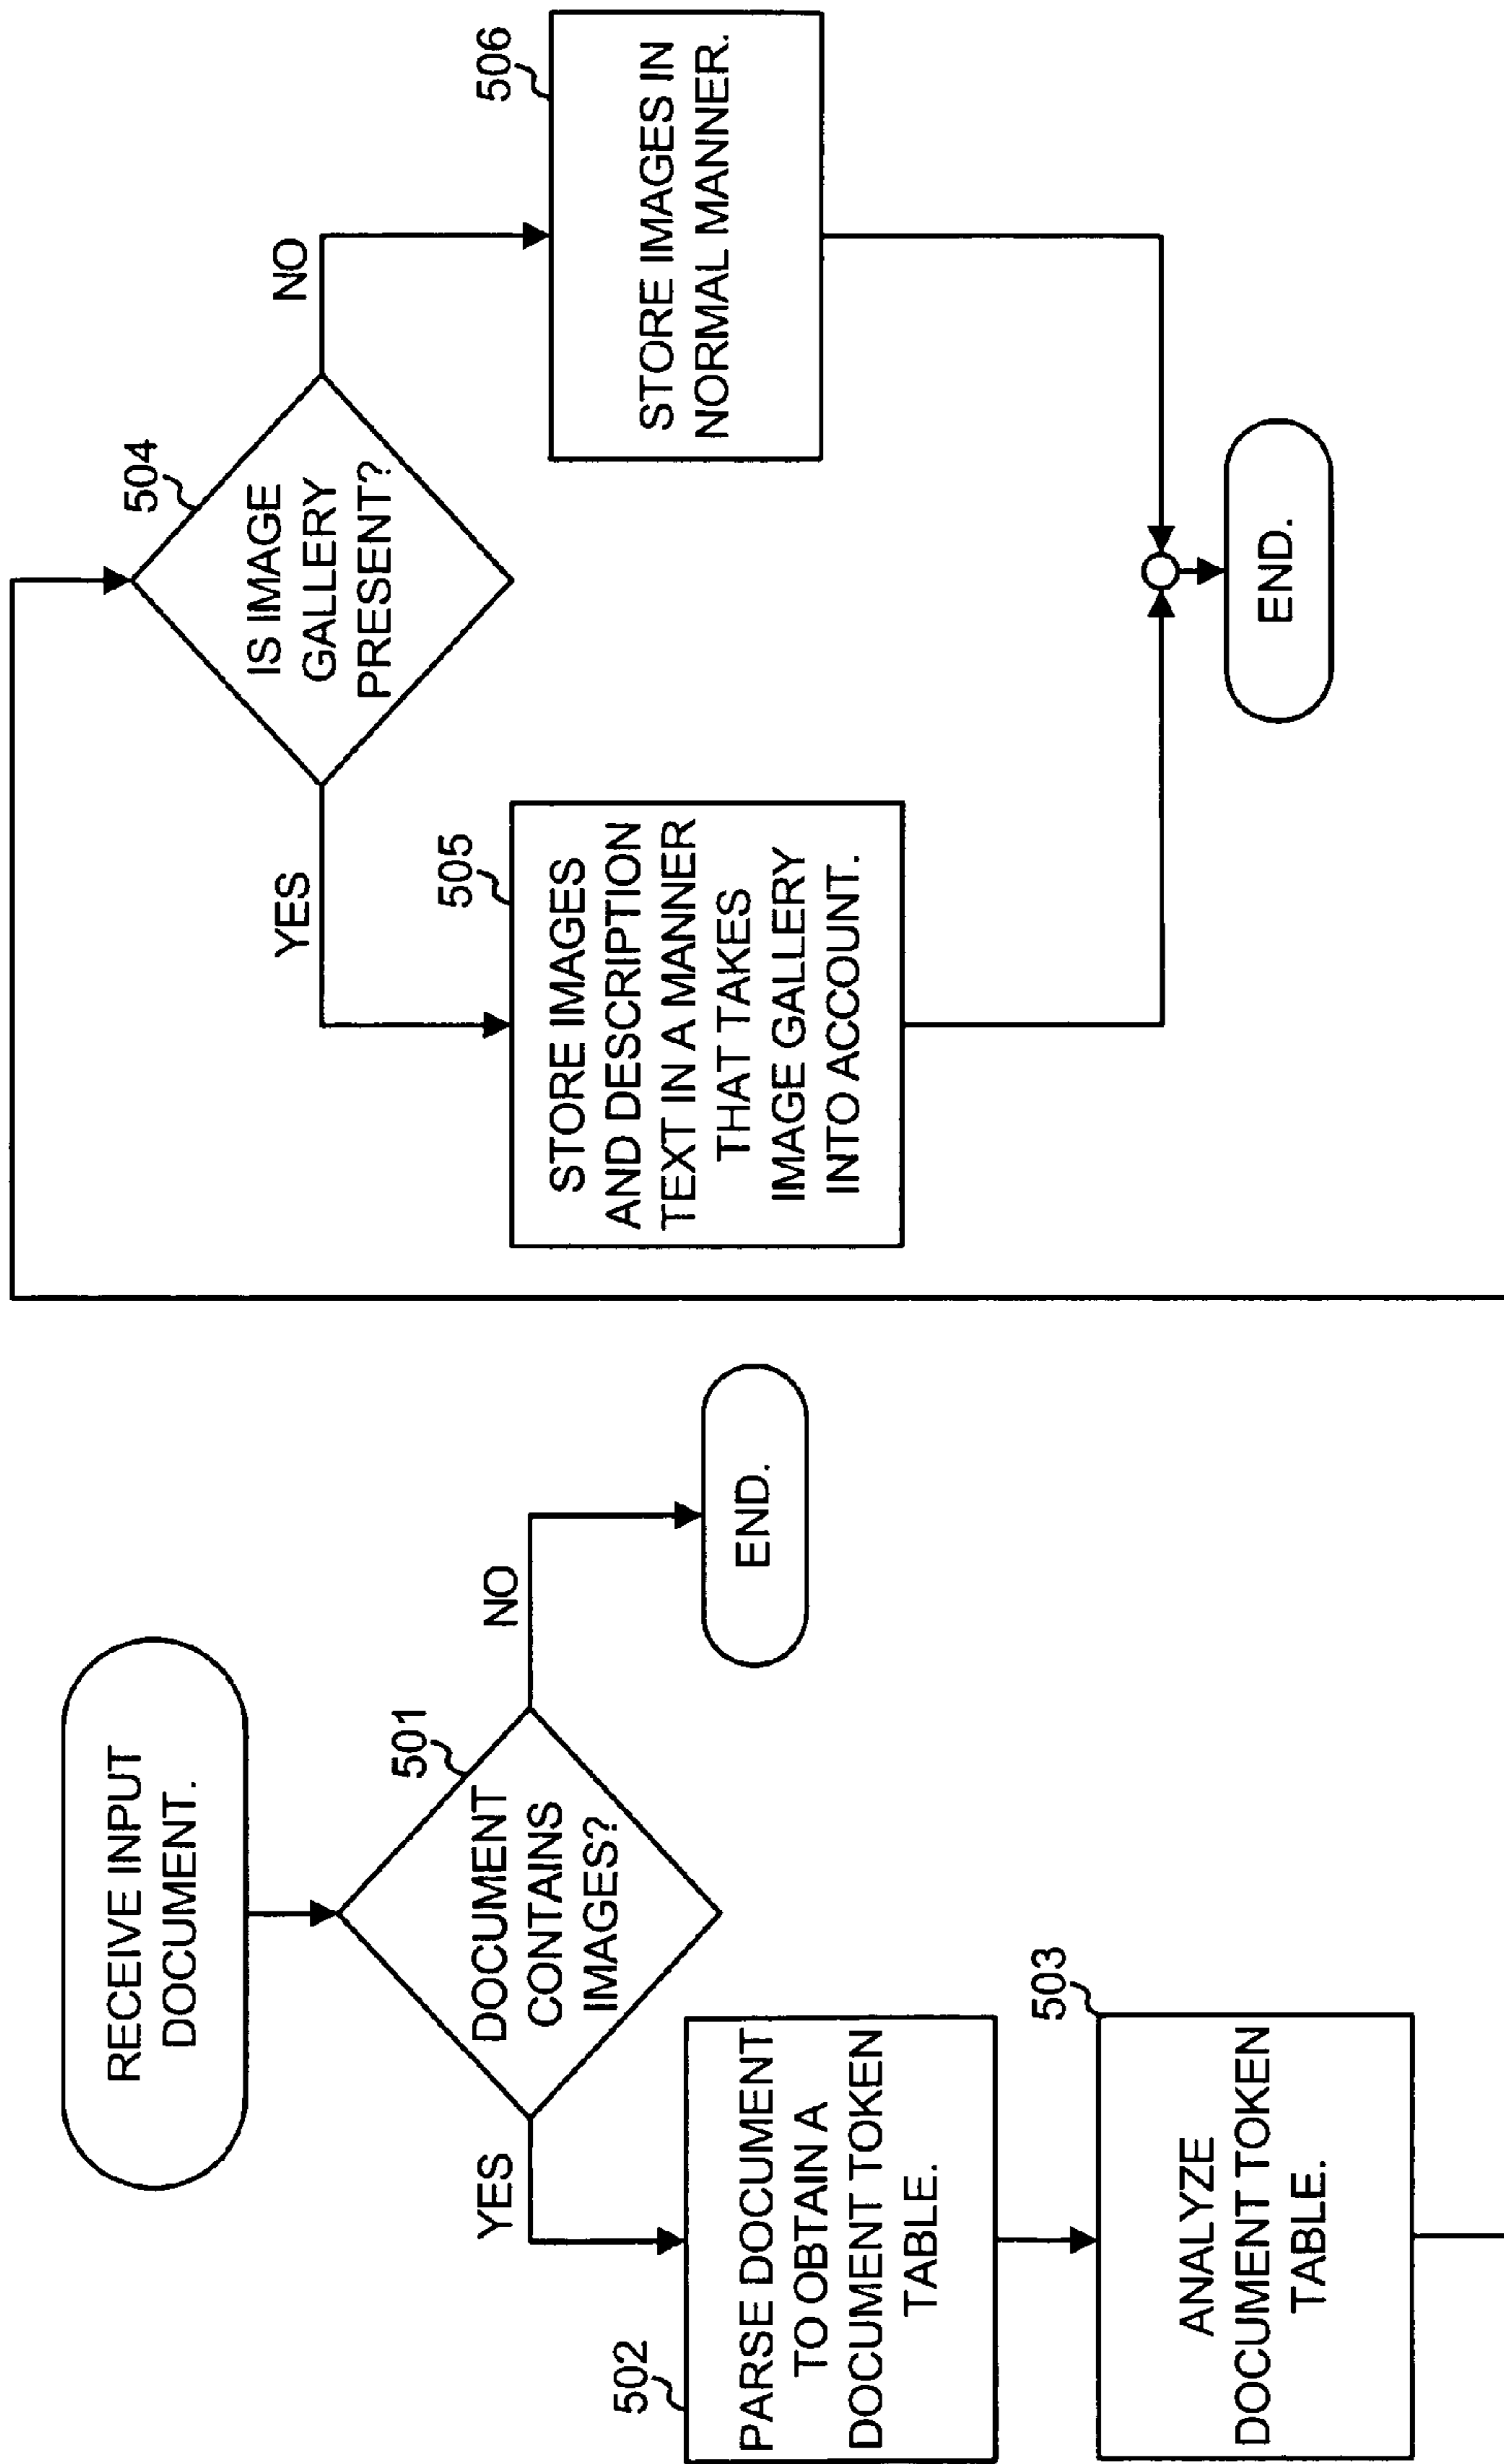 RECEIVE INPUT
DOCUMENT.
501
DOCUMENT
CONTAINS
IMAGES?
YES
NO
END.
502
PARSE DOCUMENT
TO OBTAIN A
DOCUMENT TOKEN
TABLE.
503
ANALYZE
DOCUMENT TOKEN
TABLE.
504
IS IMAGE
GALLERY
PRESENT?
YES
NO
505
STORE IMAGES
AND DESCRIPTION
TEXT IN A MANNER
THAT TAKES
IMAGE GALLERY
INTO ACCOUNT.
506
STORE IMAGES IN
NORMAL MANNER.
END.